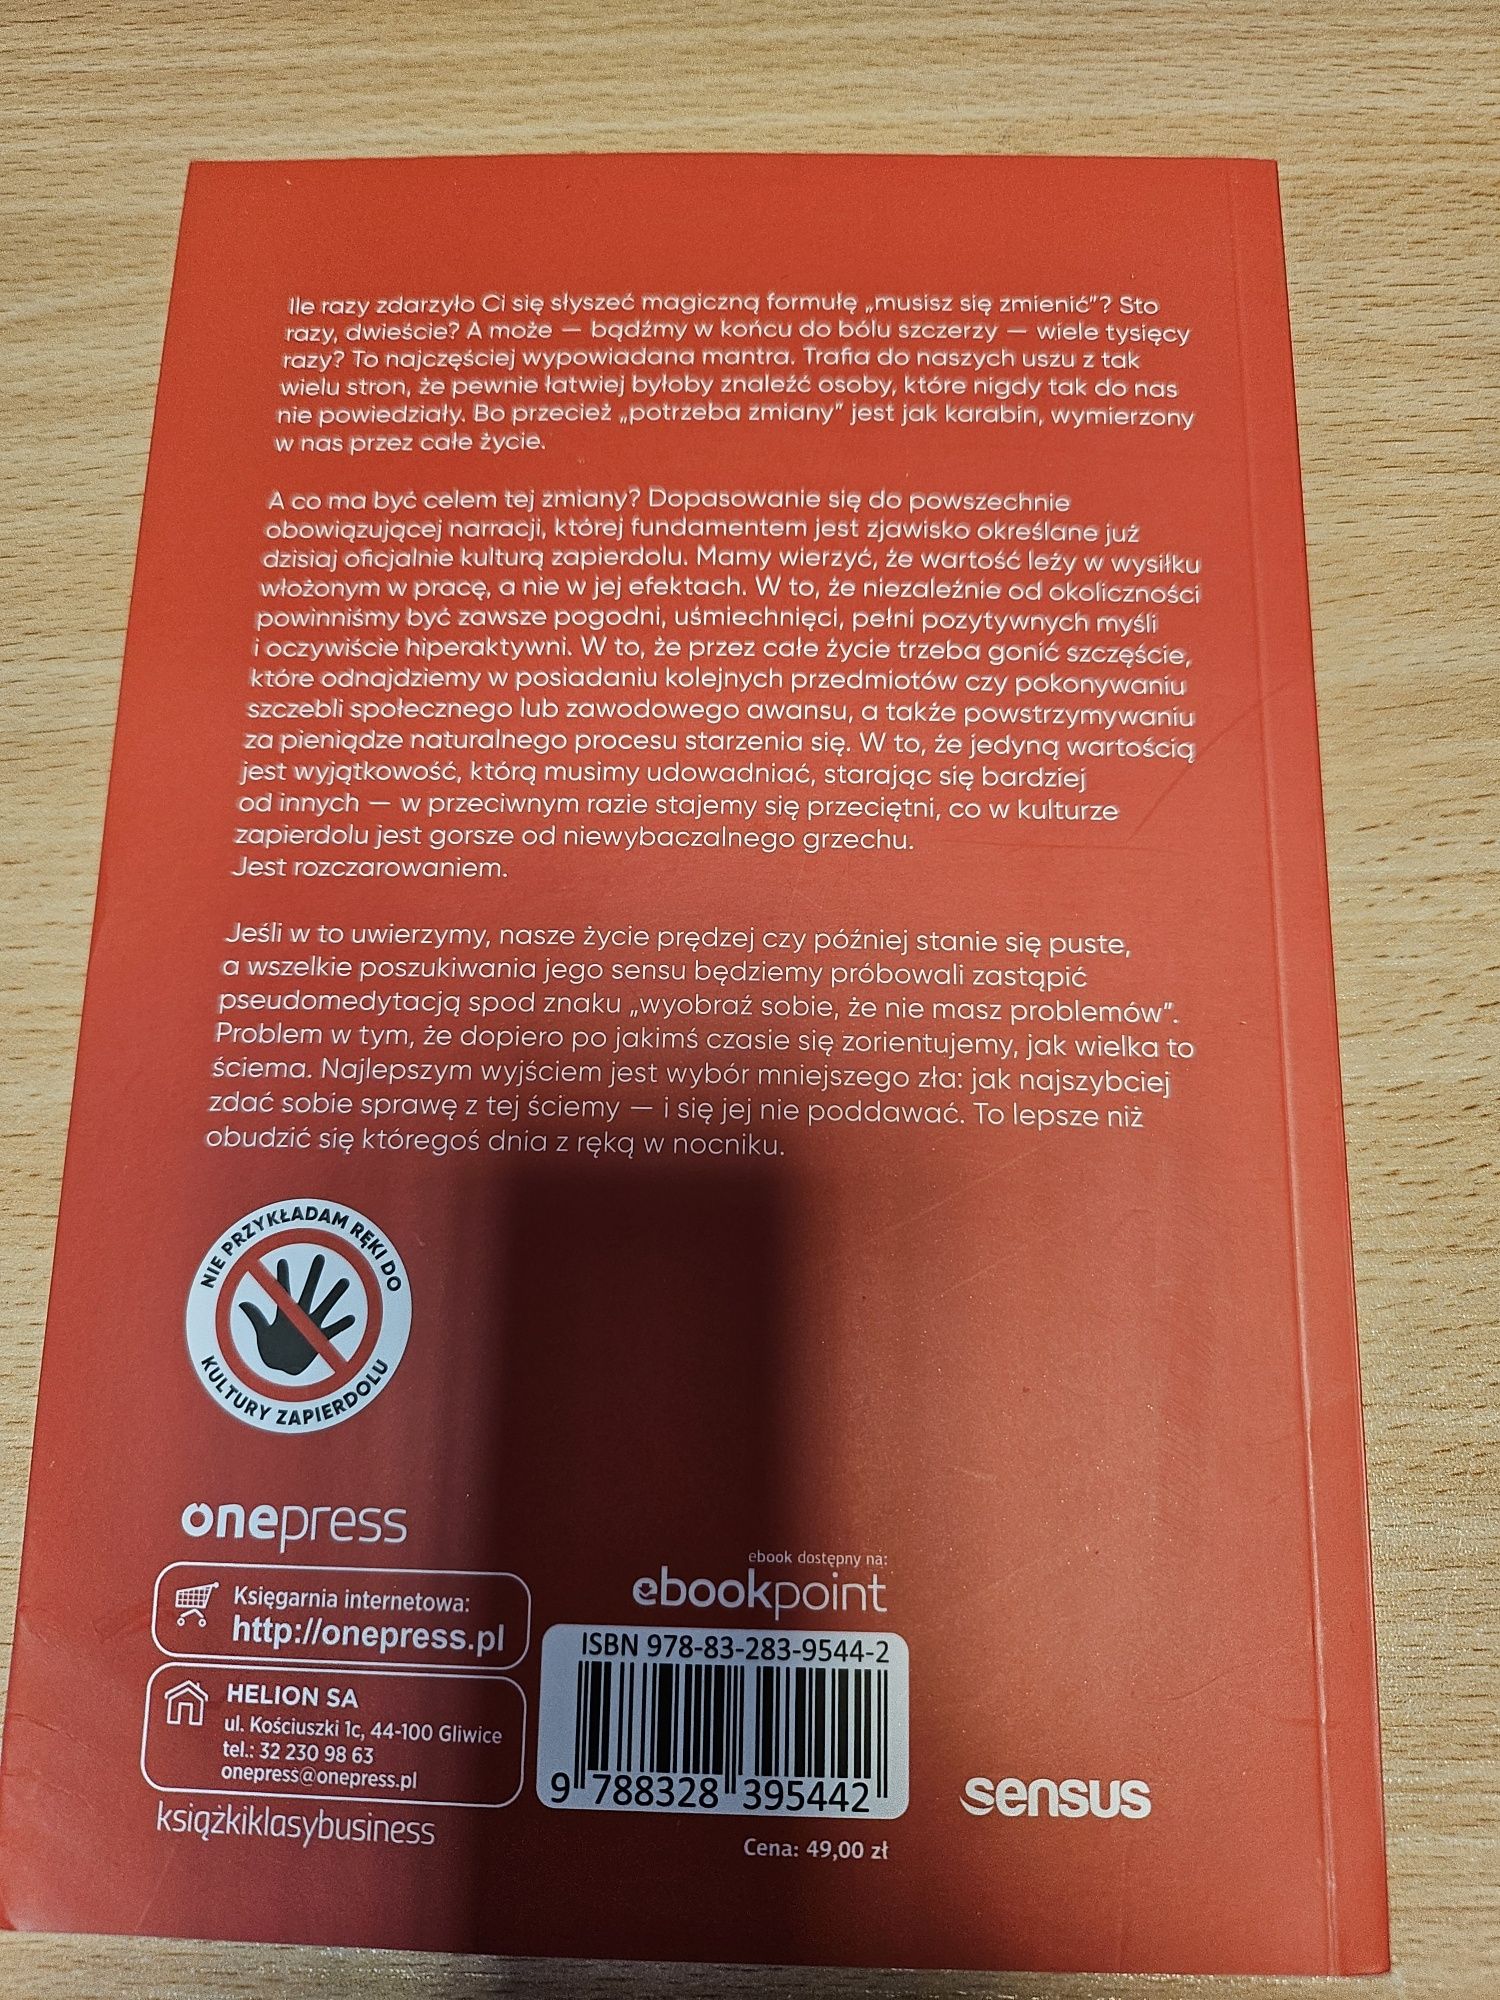 Ile razy zdarzyło Ci się słyszeć magiczną formułę „musisz się zmienić”? Sto
razy, dwieście? A może — bądźmy w końcu do bólu szczerzy — wiele tysięcy
razy? To najczęściej wypowiadana mantra. Trafia do naszych uszu z tak
wielu stron, że pewnie łatwiej byłoby znaleźć osoby, które nigdy tak do nas
nie powiedziały. Bo przecież „potrzeba zmiany” jest jak karabin, wymierzony
w nas przez całe życie.
A co ma być celem tej zmiany? Dopasowanie się do powszechnie
obowiązującej narracji, której fundamentem jest zjawisko określane już
dzisiaj oficjalnie kulturą zapierdolu. Mamy wierzyć, że wartość leży w wysiłku
włożonym w pracę, a nie w jej efektach. W to, że niezależnie od okoliczności
powinniśmy być zawsze pogodni, uśmiechnięci, pełni pozytywnych myśli
i oczywiście hiperaktywni. W to, że przez całe życie trzeba gonić szczęście,
które odnajdziemy w posiadaniu kolejnych przedmiotów czy pokonywaniu
szczebli społecznego lub zawodowego awansu, a także powstrzymywaniu
za pieniądze naturalnego procesu starzenia się. W to, że jedyną wartością
jest wyjątkowość, którą musimy udowadniać, starając się bardziej
od innych — w przeciwnym razie stajemy się przeciętni, co w kulturze
zapierdolu jest gorsze od niewybaczalnego grzechu.
Jest rozczarowaniem.
Jeśli w to uwierzymy, nasze życie prędzej czy później stanie się puste,
a wszelkie poszukiwania jego sensu będziemy próbowali zastąpić
pseudomedytacją spod znaku „wyobraź sobie, że nie masz problemów”.
Problem w tym, że dopiero po jakimś czasie się zorientujemy, jak wielka to
ściema. Najlepszym wyjściem jest wybór mniejszego zła: jak najszybciej
zdać sobie sprawę z tej ściemy — i się jej nie poddawać. To lepsze niż
obudzić się któregoś dnia z ręką w nocniku.
NIE PRZYKŁADAM RĘKI DO
KULTURY ZAPIERDOLU
onepress
Księgarnia internetowa:
http://onepress.pl
HELION SA
ul. Kościuszki 1c, 44-100 Gliwice
tel.: 32 230 98 63
onepress@onepress.pl
książkiklasybusiness
ebook dostępny na:
ebookpoint
ISBN 978-83-283-9544-2
9 788328 395442
Cena: 49,00 zł
sensus